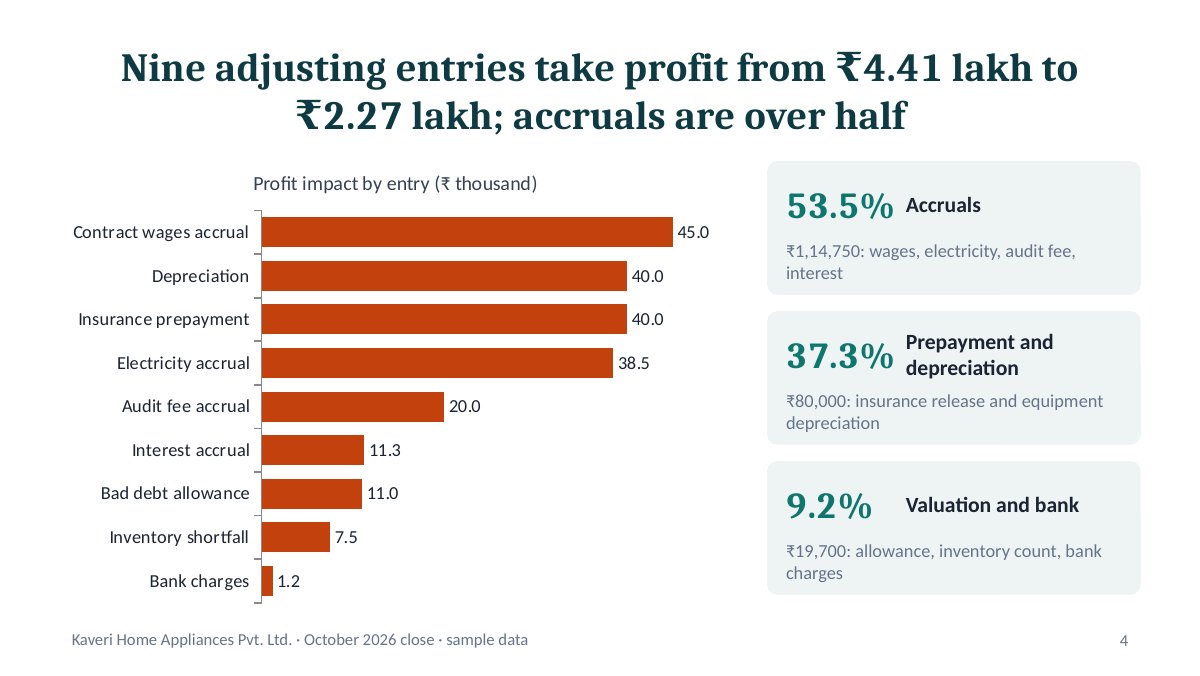 Nine adjusting entries take profit from ₹4.41 lakh to
₹2.27 lakh; accruals are over half
Profit impact by entry (₹ thousand)
Contract wages accrual 45.0
Depreciation 40.0
Insurance prepayment 40.0
Electricity accrual 38.5
Audit fee accrual 20.0
Interest accrual 11.3
Bad debt allowance 11.0
Inventory shortfall 7.5
Bank charges 1.2
53.5% Accruals
₹1,14,750: wages, electricity, audit fee,
interest
37.3% Prepayment and
depreciation
₹80,000: insurance release and equipment
depreciation
9.2% Valuation and bank
₹19,700: allowance, inventory count, bank
charges
Kaveri Home Appliances Pvt. Ltd. · October 2026 close · sample data
4